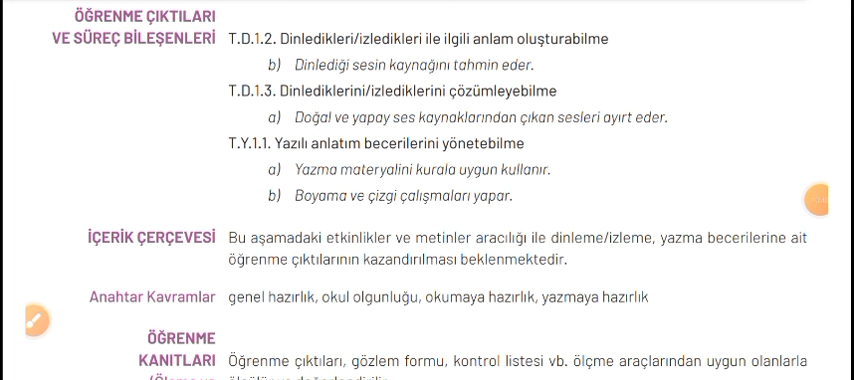 ÖĞRENME ÇIKTILARI
VE SÜREÇ BİLEŞENLERİ T.D.1.2. Dinledikleri/izledikleri ile ilgili anlam oluşturabilme
b) Dinlediği sesin kaynağını tahmin eder.
T.D.1.3. Dinlediklerini/izlediklerini çözümleyebilme
a) Doğal ve yapay ses kaynaklarından çıkan sesleri ayırt eder.
T.Y.1.1. Yazılı anlatım becerilerini yönetebilme
a) Yazma materyalini kurala uygun kullanır.
b) Boyama ve çizgi çalışmaları yapar.
İÇERİK ÇERÇEVESİ Bu aşamadaki etkinlikler ve metinler aracılığı ile dinleme/izleme, yazma becerilerine ait
öğrenme çıktılarının kazandırılması beklenmektedir.
Anahtar Kavramlar genel hazırlık, okul olgunluğu, okumaya hazırlık, yazmaya hazırlık
ÖĞRENME
KANITLARI Öğrenme çıktıları, gözlem formu, kontrol listesi vb. ölçme araçlarından uygun olanlarla